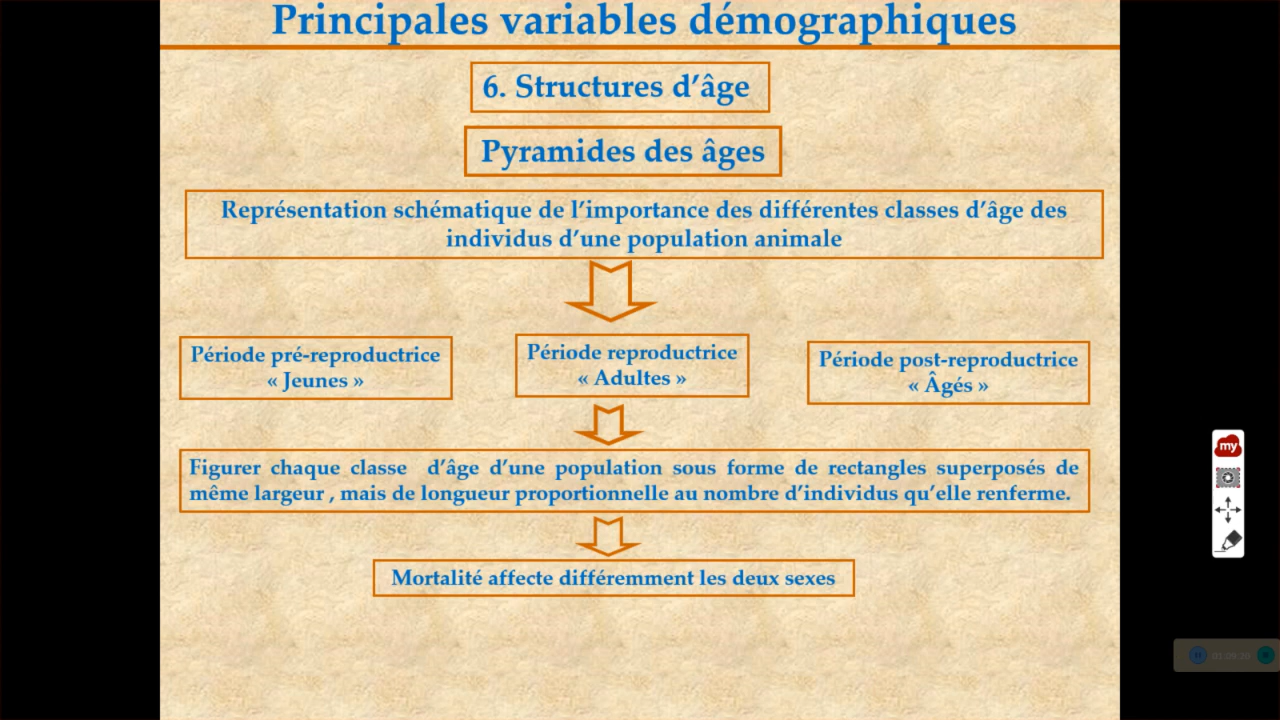 Principales variables démographiques
6. Structures d’âge
Pyramides des âges
Représentation schématique de l’importance des différentes classes d’âge des
individus d’une population animale
Période pré-reproductrice
« Jeunes »
Période reproductrice
« Adultes »
Période post-reproductrice
« Âgés »
Figurer chaque classe d’âge d’une population sous forme de rectangles superposés de
même largeur , mais de longueur proportionnelle au nombre d’individus qu’elle renferme.
Mortalité affecte différemment les deux sexes
my